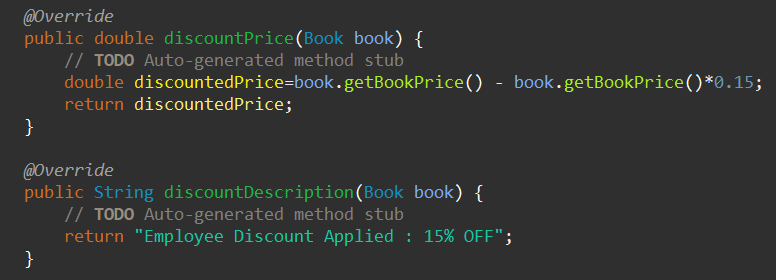 @Override
public double discountPrice(Book book) {
// TODO Auto-generated method stub
double discountedPrice=book.getBookPrice() - book.getBookPrice()*0.15;
return discountedPrice;
}
@Override
public String discountDescription(Book book) {
// TODO Auto-generated method stub
return "Employee Discount Applied : 15% OFF";
}